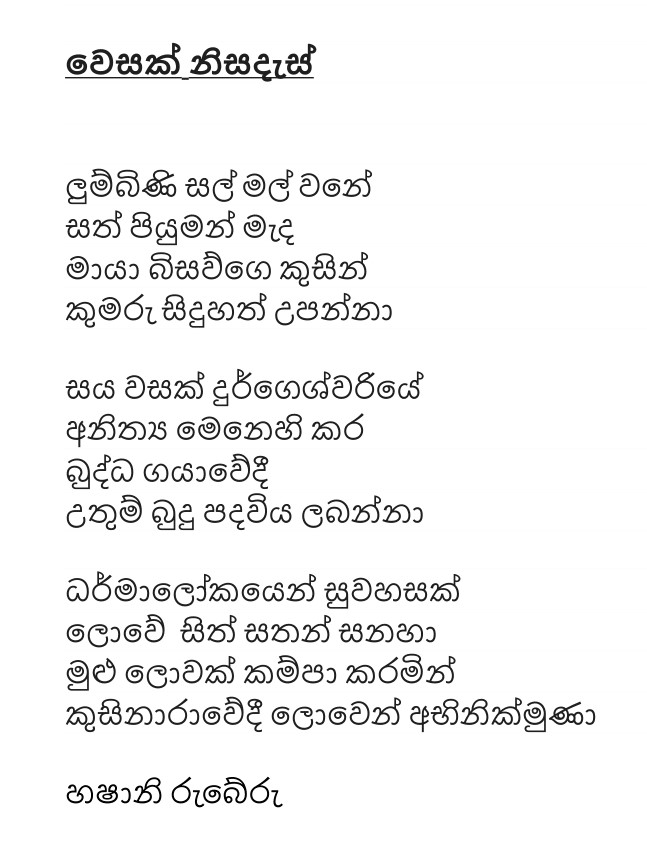 වෙසක් නිසදැස්
ලුම්බිණි සල් මල් වනේ
සත් පියුමන් මැද
මායා බිසව්ගෙ කුසින්
කුමරු සිදුහත් උපන්නා
සය වසක් දුර්ගෙශ්වරියේ
අනිත්‍ය මෙනෙහි කර
බුද්ධ ගයාවේදී
උතුම් බුදු පදවිය ලබන්නා
ධර්මාලෝකයෙන් සුවහසක්
ලොවේ  සිත් සතන් සනහා
මුළු ලොවක් කම්පා කරමින්
කුසිනාරාවේදී ලොවෙන් අභිනික්මුණා
හෂානි රුබේරු